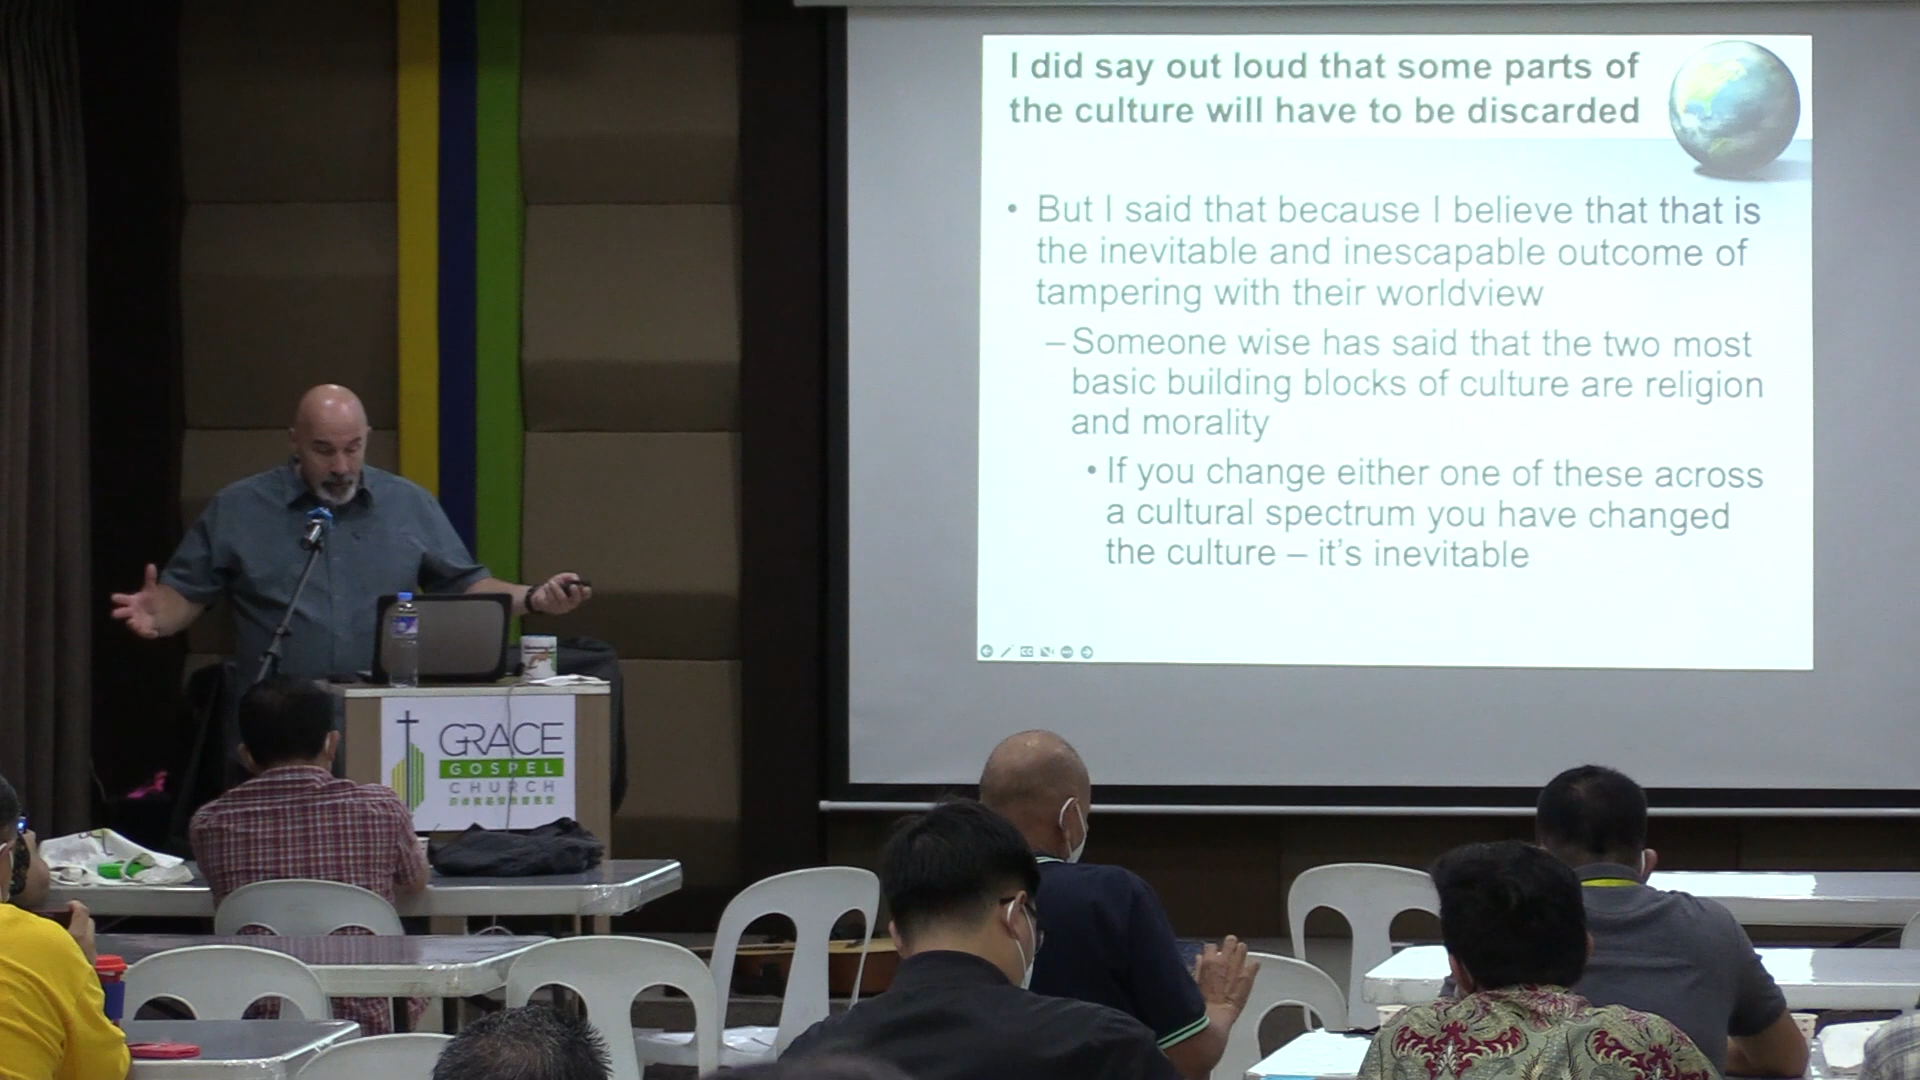 I did say out loud that some parts of
the culture will have to be discarded
• But I said that because I believe that that is
the inevitable and inescapable outcome of
tampering with their worldview
– Someone wise has said that the two most
basic building blocks of culture are religion
and morality
• If you change either one of these across
a cultural spectrum you have changed
the culture – it's inevitable
GRACE
GOSPEL
CHURCH